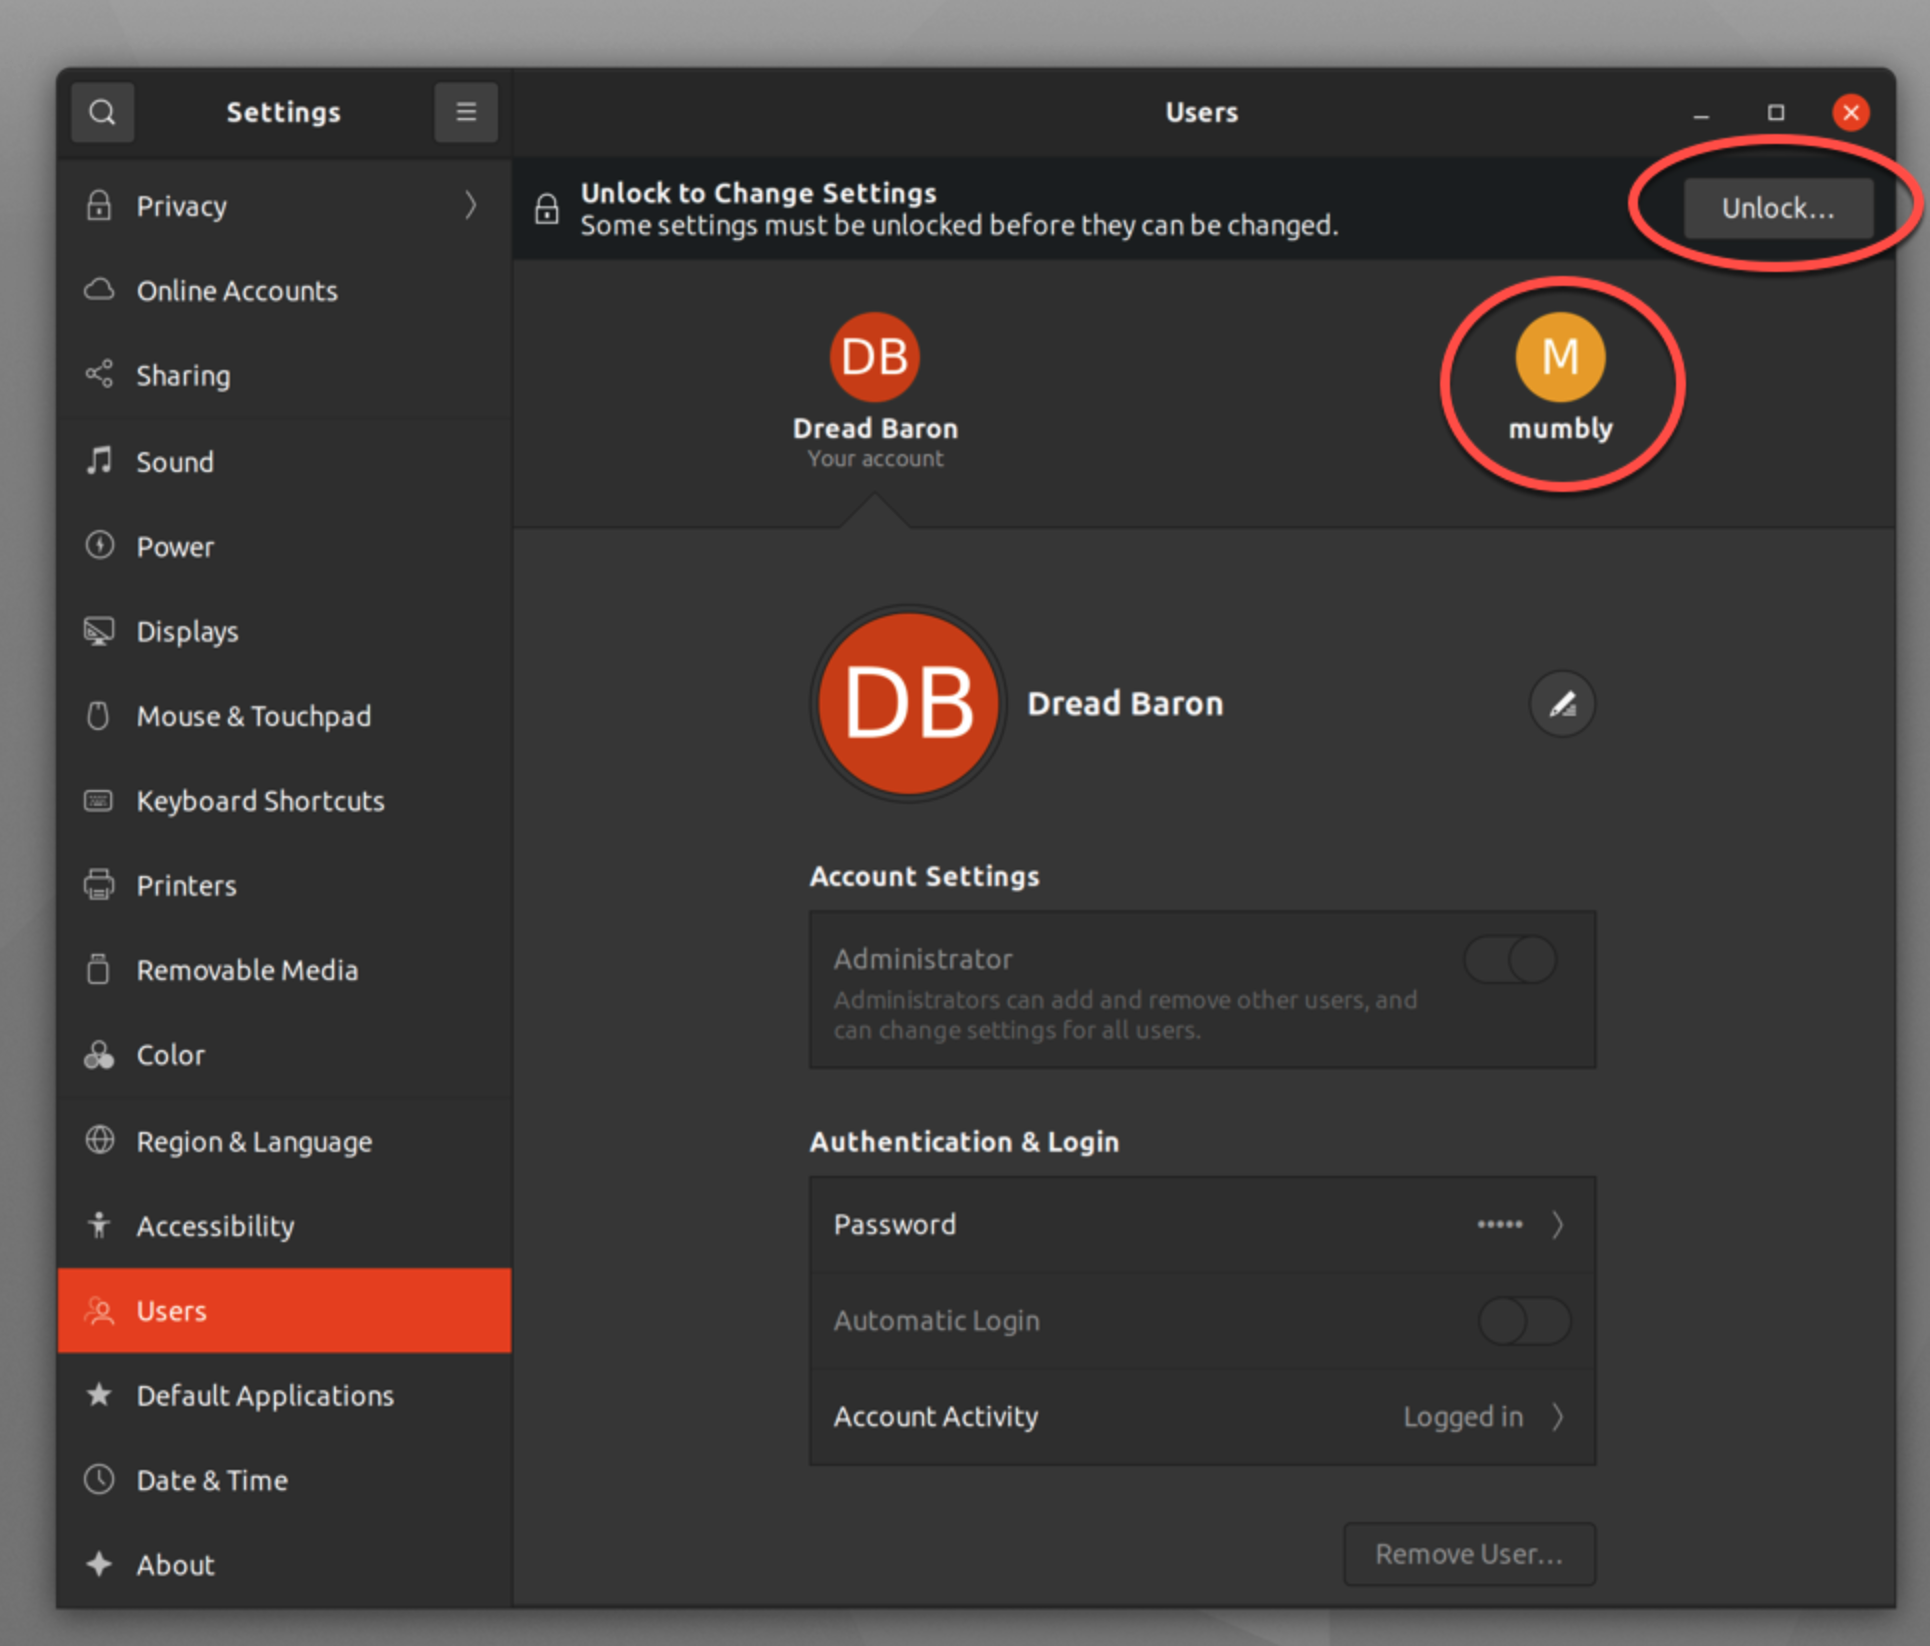 Settings
Users
Privacy
Online Accounts
Sharing
Sound
Power
Displays
Mouse & Touchpad
Keyboard Shortcuts
Printers
Removable Media
Color
Region & Language
Accessibility
Users
Default Applications
Date & Time
About
Unlock to Change Settings
Some settings must be unlocked before they can be changed.
Unlock...
DB
Dread Baron
Your account
M
mumbly
DB
Dread Baron
Account Settings
Administrator
Administrators can add and remove other users, and
can change settings for all users.
Authentication & Login
Password •••••
Automatic Login
Account Activity Logged in
Remove User...